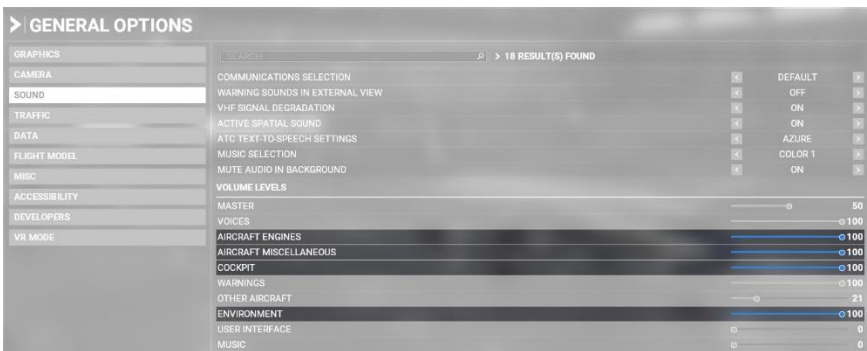 > GENERAL OPTIONS
GRAPHICS
CAMERA
SOUND
TRAFFIC
DATA
FLIGHT MODEL
MISC
ACCESSIBILITY
DEVELOPERS
VR MODE
SEARCH > 18 RESULT(S) FOUND
COMMUNICATIONS SELECTION < DEFAULT >
WARNING SOUNDS IN EXTERNAL VIEW < OFF >
VHF SIGNAL DEGRADATION < ON >
ACTIVE SPATIAL SOUND < ON >
ATC TEXT-TO-SPEECH SETTINGS < AZURE >
MUSIC SELECTION < COLOR 1 >
MUTE AUDIO IN BACKGROUND < ON >
VOLUME LEVELS
MASTER 50
VOICES 100
AIRCRAFT ENGINES 100
AIRCRAFT MISCELLANEOUS 100
COCKPIT 100
WARNINGS 100
OTHER AIRCRAFT 21
ENVIRONMENT 100
USER INTERFACE 0
MUSIC 0